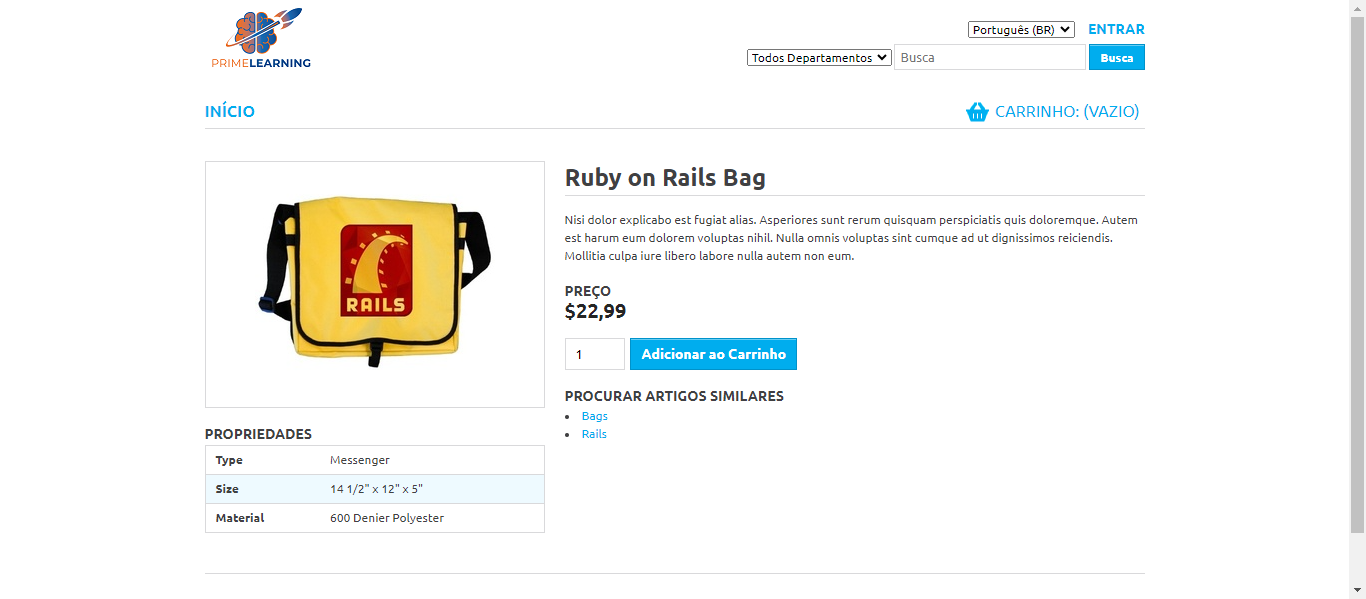 PRIMELEARNING
Português (BR)
ENTRAR
Todos Departamentos
Busca
Busca
INÍCIO
CARRINHO: (VAZIO)
RAILS
Ruby on Rails Bag
Nisi dolor explicabo est fugiat alias. Asperiores sunt rerum quisquam perspiciatis quis doloremque. Autem
est harum eum dolorem voluptas nihil. Nulla omnis voluptas sint cumque ad ut dignissimos reiciendis.
Mollitia culpa iure libero labore nulla autem non eum.
PREÇO
$22,99
1
Adicionar ao Carrinho
PROCURAR ARTIGOS SIMILARES
Bags
Rails
PROPRIEDADES
Type Messenger
Size 14 1/2" x 12" x 5"
Material 600 Denier Polyester